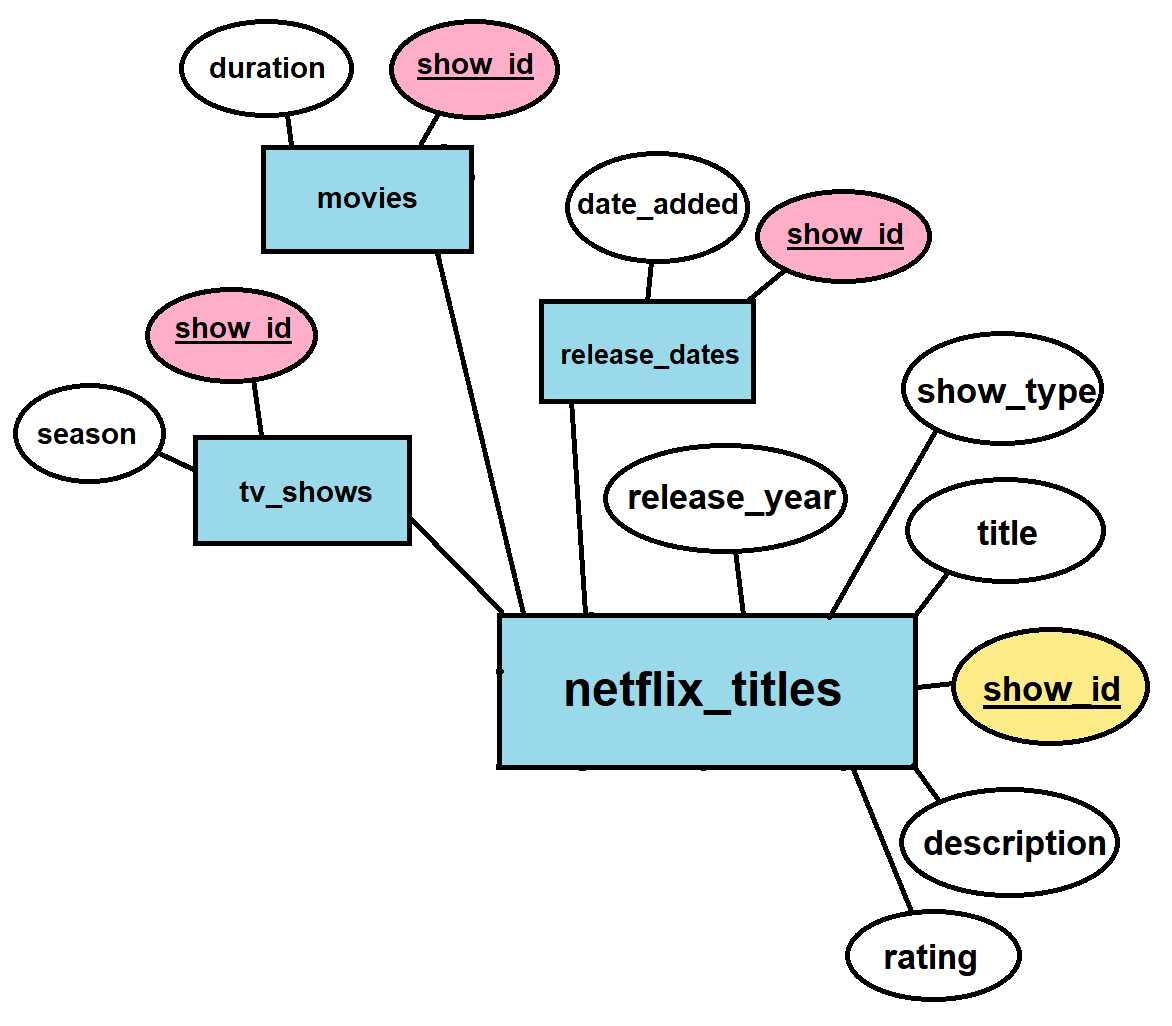 duration
show_id
movies
date_added
show_id
show_id
release_dates
show_type
season
tv_shows
release_year
title
netflix_titles
show_id
description
rating